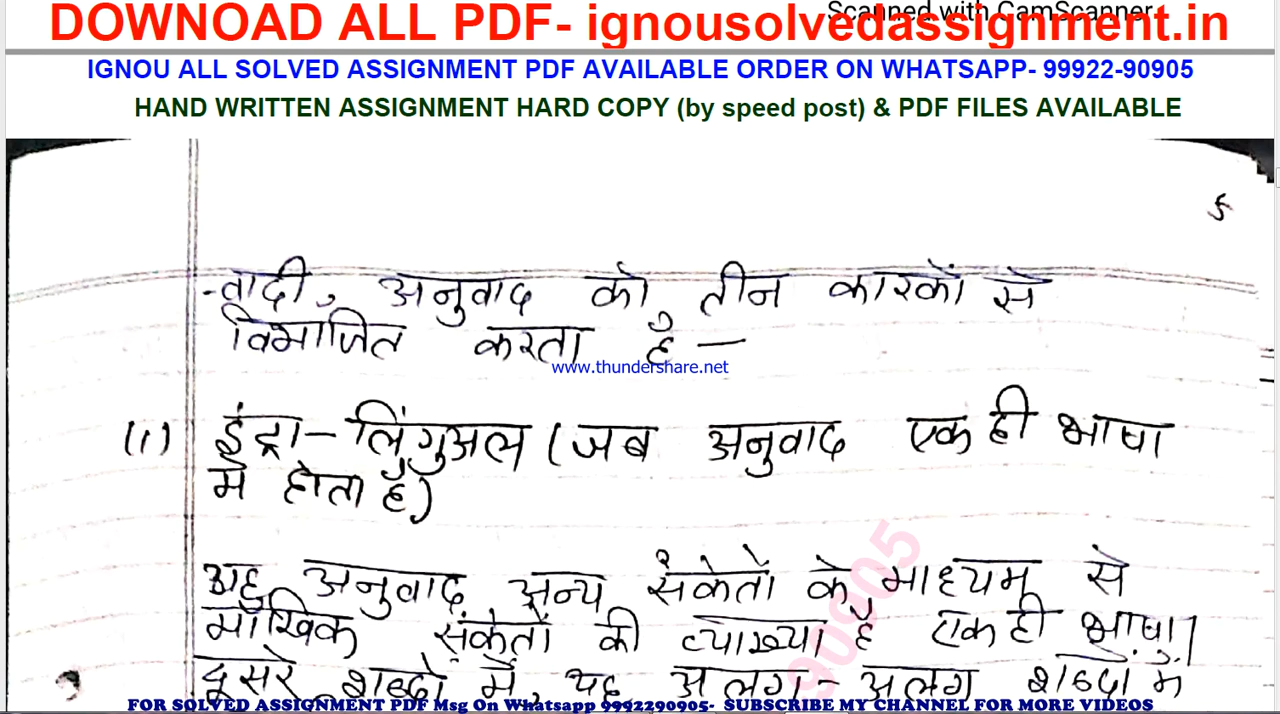 Scanned with CamScanner
DOWNOAD ALL PDF- ignousolvedassignment.in
IGNOU ALL SOLVED ASSIGNMENT PDF AVAILABLE ORDER ON WHATSAPP- 99922-90905
HAND WRITTEN ASSIGNMENT HARD COPY (by speed post) & PDF FILES AVAILABLE
5
-वादी, अनुवाद को तीन कारकों से
विभाजित करता है –
www.thundershare.net
(1) इंट्रा – लिंगुअल (जब अनुवाद एक ही भाषा
में होता है)
यह अनुवाद अन्य संकेतों के माध्यम से
मौखिक संकेतों की व्याख्या है एक ही भाषा।
दूसरे शब्दो में, यह अलग-अलग शब्दों में
90905
FOR SOLVED ASSIGNMENT PDF Msg On Whatsapp 9992290905- SUBSCRIBE MY CHANNEL FOR MORE VIDEOS